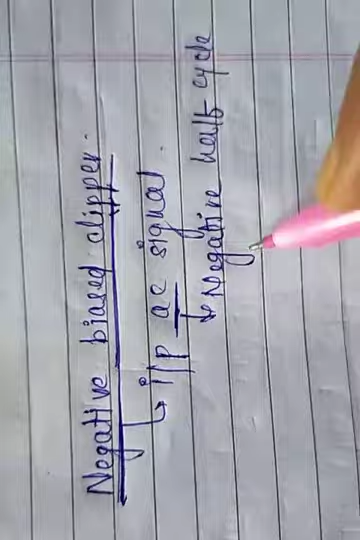 Negative biased clipper.
↳ i/p ac signal.
↓ Negative half cycle